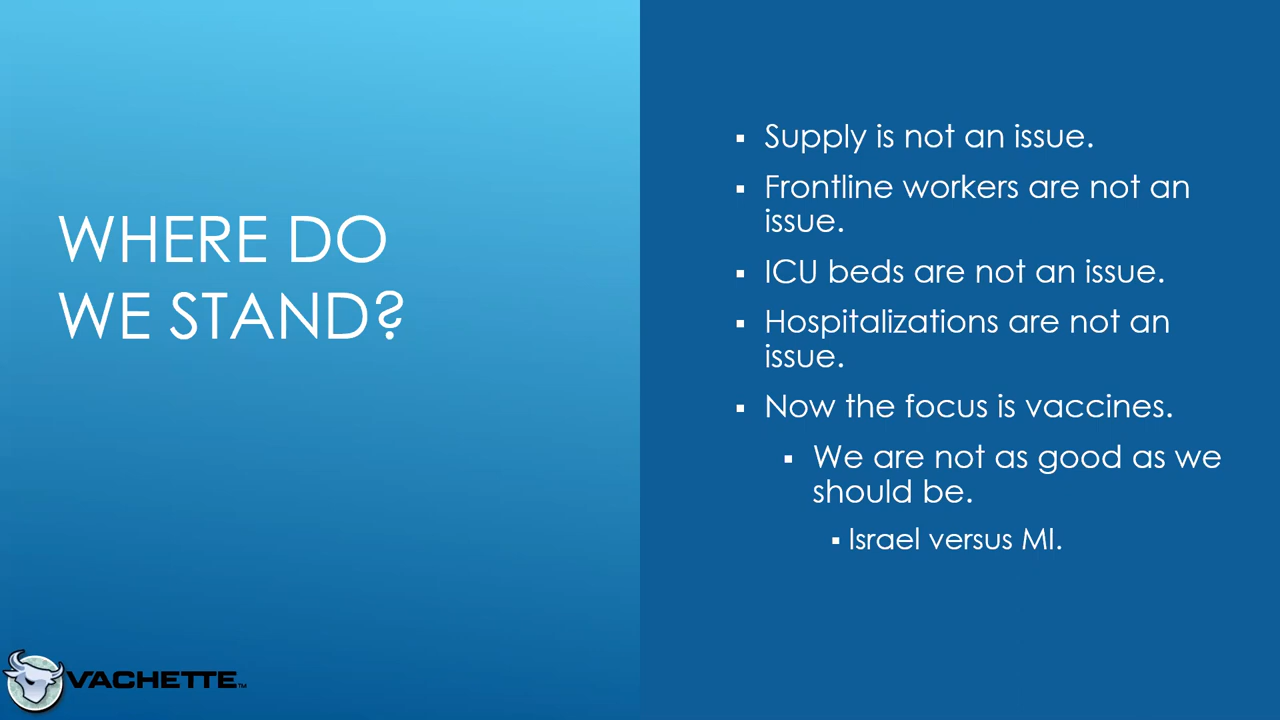 WHERE DO
WE STAND?
▪ Supply is not an issue.
▪ Frontline workers are not an
issue.
▪ ICU beds are not an issue.
▪ Hospitalizations are not an
issue.
▪ Now the focus is vaccines.
▪ We are not as good as we
should be.
▪ Israel versus MI.
VACHETTE™